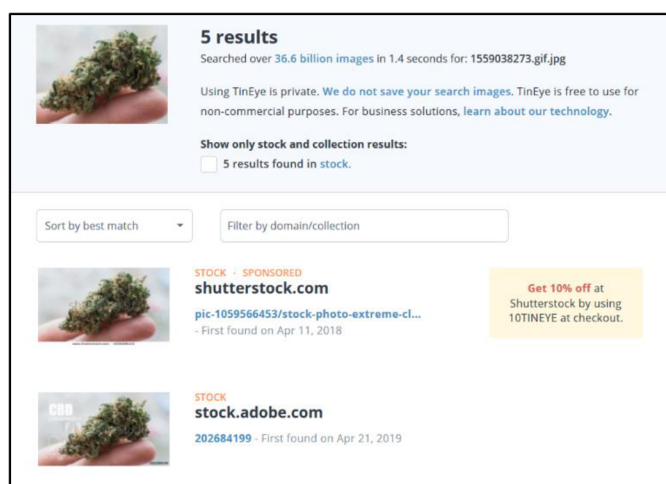 5 results
Searched over 36.6 billion images in 1.4 seconds for: 1559038273.gif.jpg
Using TinEye is private. We do not save your search images. TinEye is free to use for
non-commercial purposes. For business solutions, learn about our technology.
Show only stock and collection results:
5 results found in stock.
Sort by best match
Filter by domain/collection
STOCK · SPONSORED
shutterstock.com
pic-1059566453/stock-photo-extreme-cl...
- First found on Apr 11, 2018
Get 10% off at
Shutterstock by using
10TINEYE at checkout.
CBD
STOCK
stock.adobe.com
202684199 - First found on Apr 21, 2019